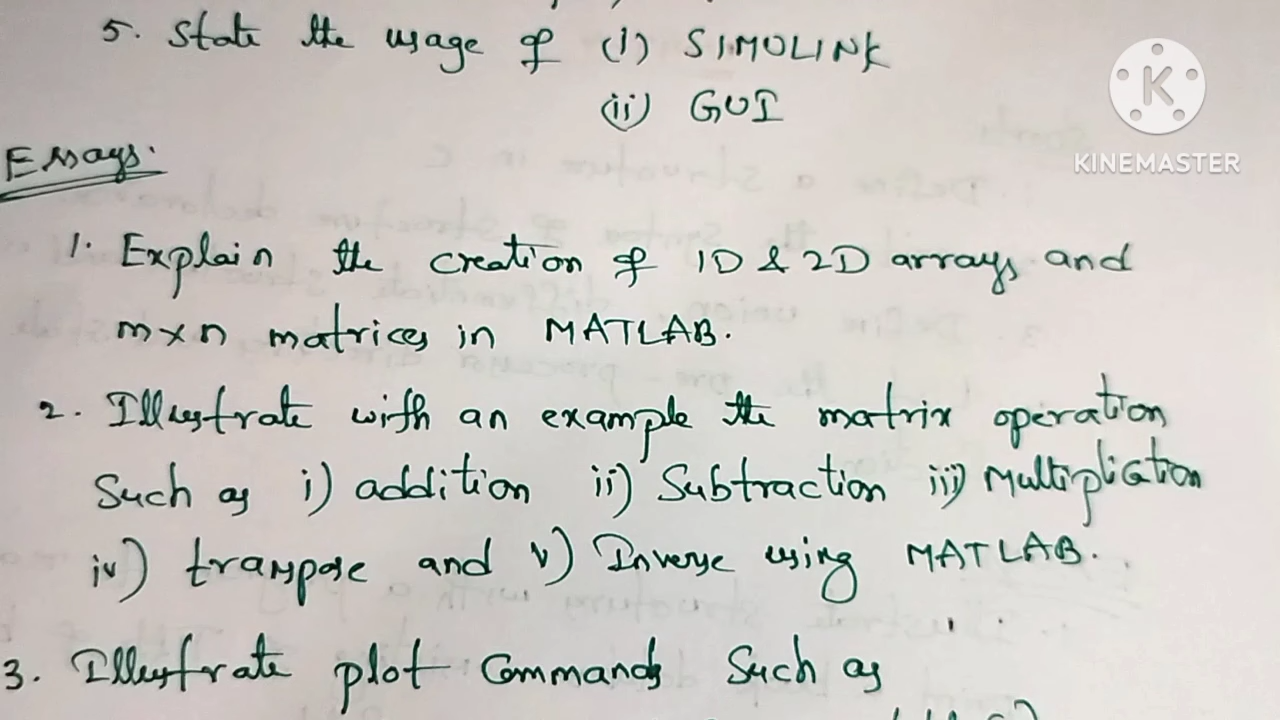 5. State the usage of (i) SIMULINK
(ii) GUI
K
KINEMASTER
Essays.
1. Explain the creation of 1D & 2D arrays and
m×n matrices in MATLAB.
2. Illustrate with an example the matrix operation
Such as i) addition ii) Subtraction iii) Multiplication
iv) transpose and v) Inverse using MATLAB.
3. Illustrate plot Commands Such as